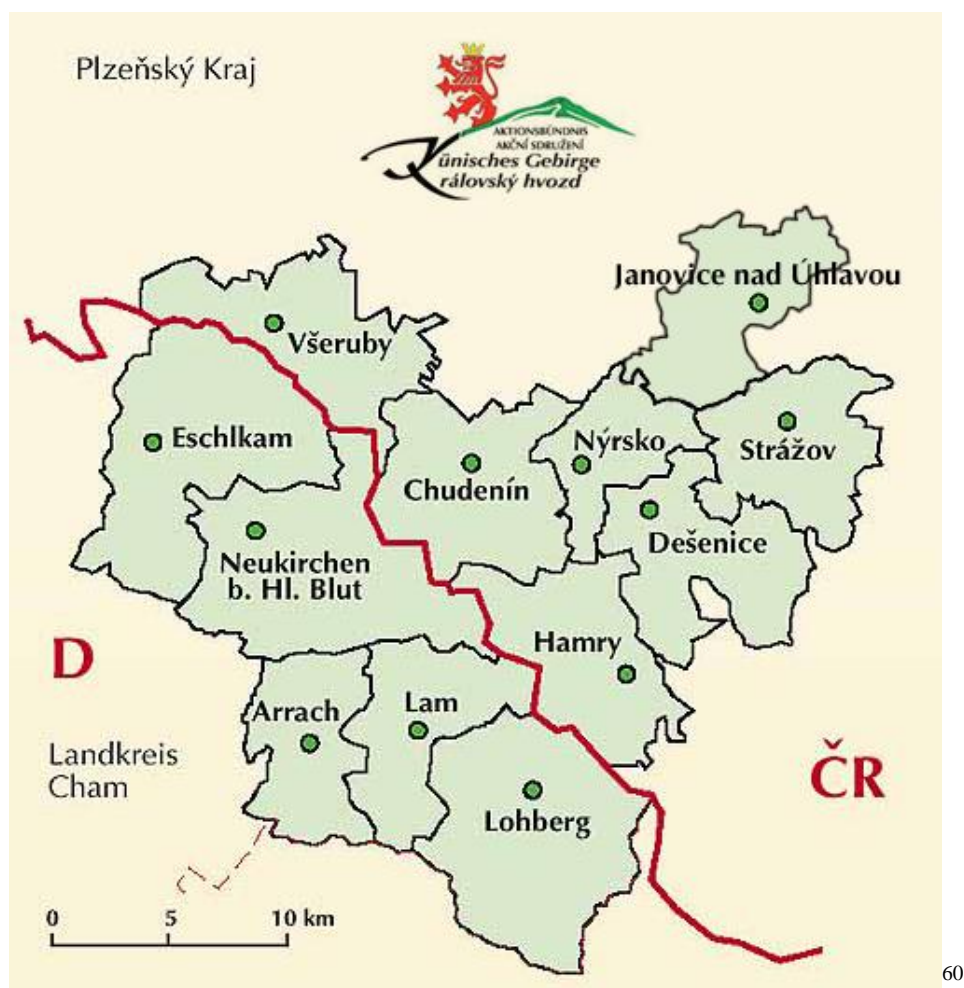 Plzeňský Kraj
AKTIONSBÜNDNIS
AKČNÍ SDRUŽENÍ
Künisches Gebirge
rálovský hvozd
Janovice nad Úhlavou
Všeruby
Eschlkam
Nýrsko
Strážov
Chudenín
Dešenice
Neukirchen
b. Hl. Blut
Hamry
D
Lam
Arrach
Landkreis
Cham
ČR
Lohberg
0 5 10 km
60